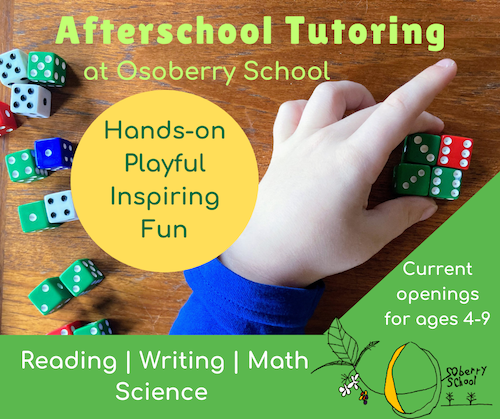 Afterschool Tutoring
at Osoberry School
Hands-on
Playful
Inspiring
Fun
Current
openings
for ages 4-9
Reading | Writing | Math
Science
SOberry
School